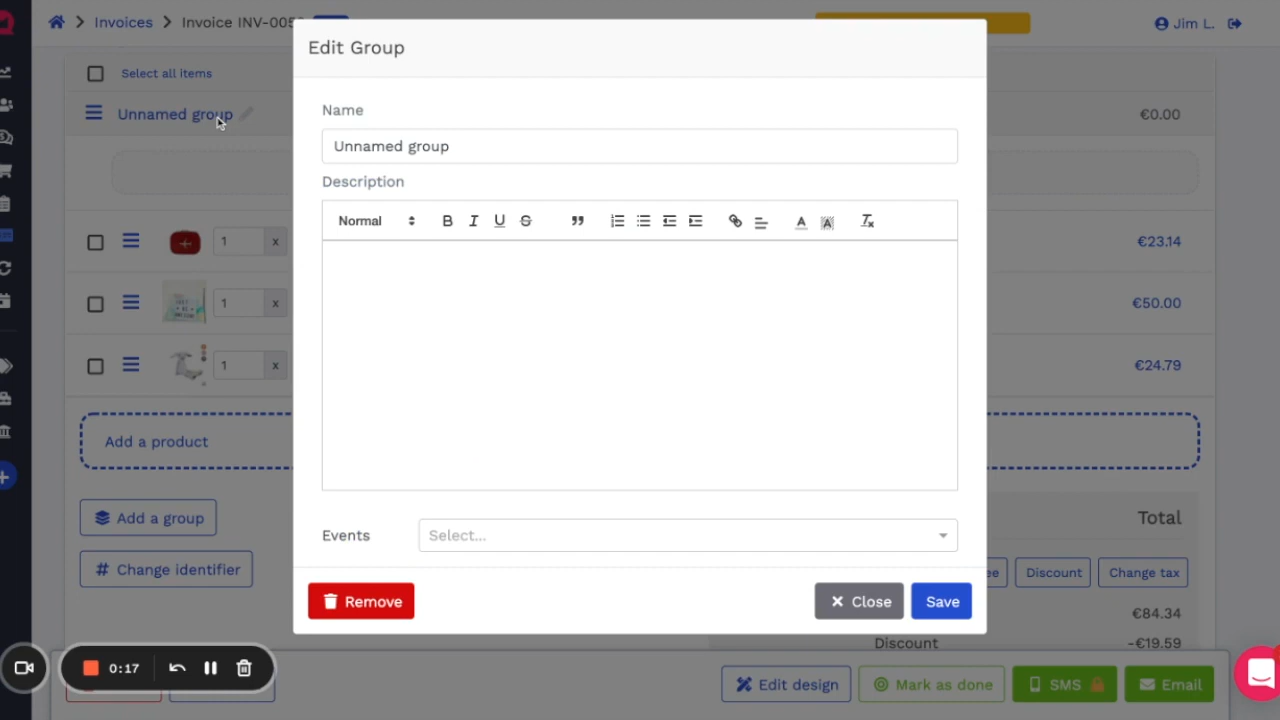 Invoices
Invoice INV-005
Jim L.
Edit Group
Select all items
Unnamed group
€0.00
Name
Unnamed group
Description
Normal
B I U S
1 x
€23.14
1 x
€50.00
1 x
€24.79
Add a product
Add a group
Total
Events
Select...
# Change identifier
ee
Discount
Change tax
Remove
Close
Save
€84.34
Discount
-€19.59
0:17
Edit design
Mark as done
SMS
Email